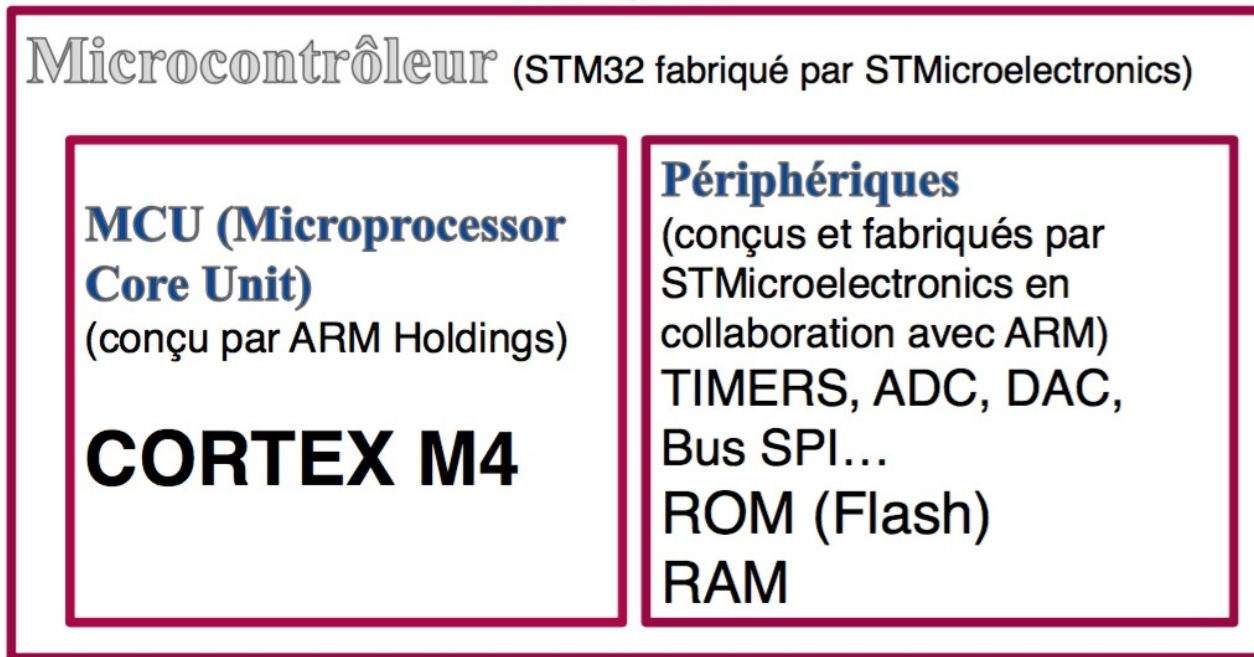 Microcontrôleur (STM32 fabriqué par STMicroelectronics)
MCU (Microprocessor
Core Unit)
(conçu par ARM Holdings)
CORTEX M4
Périphériques
(conçus et fabriqués par
STMicroelectronics en
collaboration avec ARM)
TIMERS, ADC, DAC,
Bus SPI...
ROM (Flash)
RAM